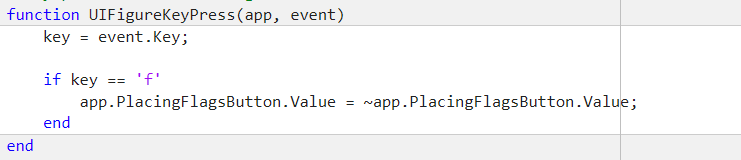 function UIFigureKeyPress(app, event)
    key = event.Key;
    if key == 'f'
        app.PlacingFlagsButton.Value = ~app.PlacingFlagsButton.Value;
    end
end